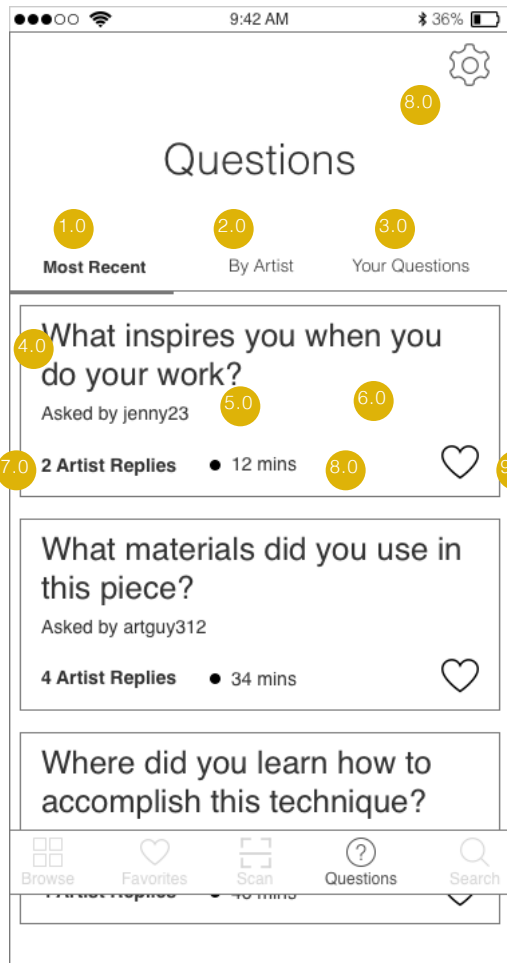 9:42 AM
36%
8.0
Questions
1.0
2.0
3.0
Most Recent
By Artist
Your Questions
4.0
What inspires you when you
do your work?
5.0
6.0
Asked by jenny23
7.0
2 Artist Replies
12 mins
8.0
What materials did you use in
this piece?
Asked by artguy312
4 Artist Replies
34 mins
Where did you learn how to
accomplish this technique?
Browse
Favorites
Scan
Questions
Search